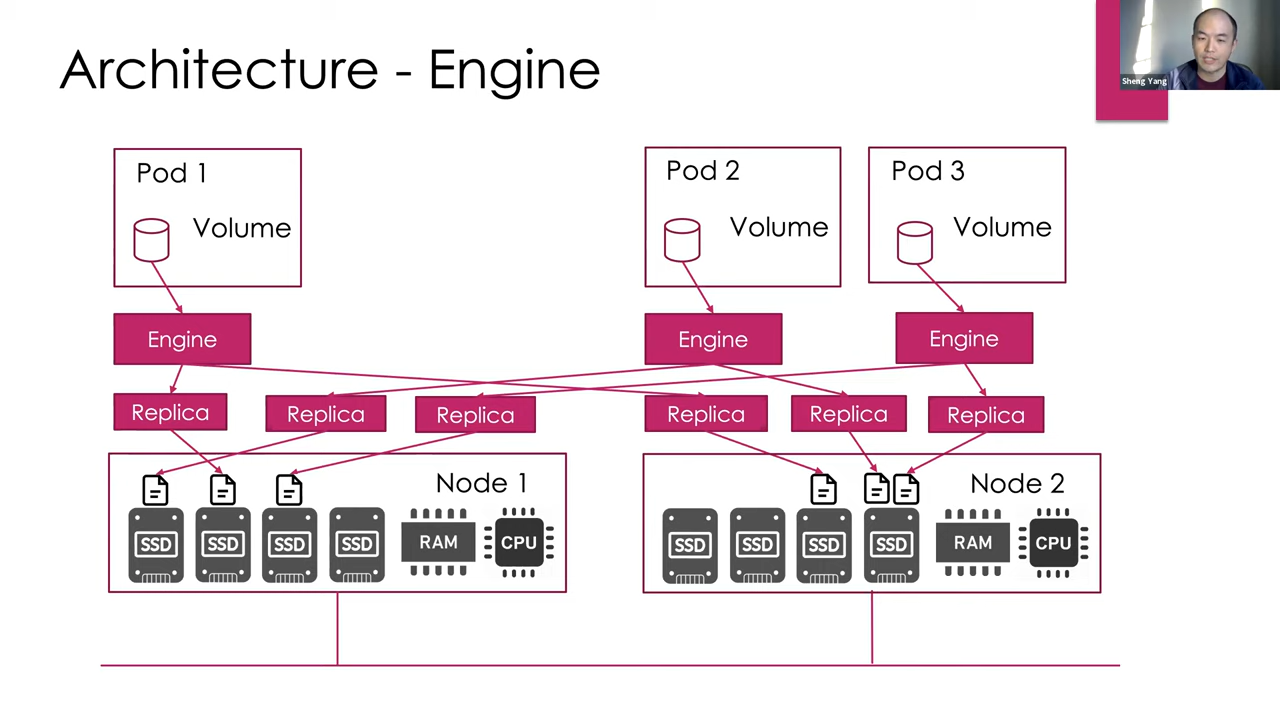 Architecture - Engine
Sheng Yang
Pod 1
Volume
Pod 2
Volume
Pod 3
Volume
Engine
Engine
Engine
Replica
Replica
Replica
Replica
Replica
Replica
Node 1
SSD
SSD
SSD
SSD
RAM
CPU
Node 2
SSD
SSD
SSD
SSD
RAM
CPU